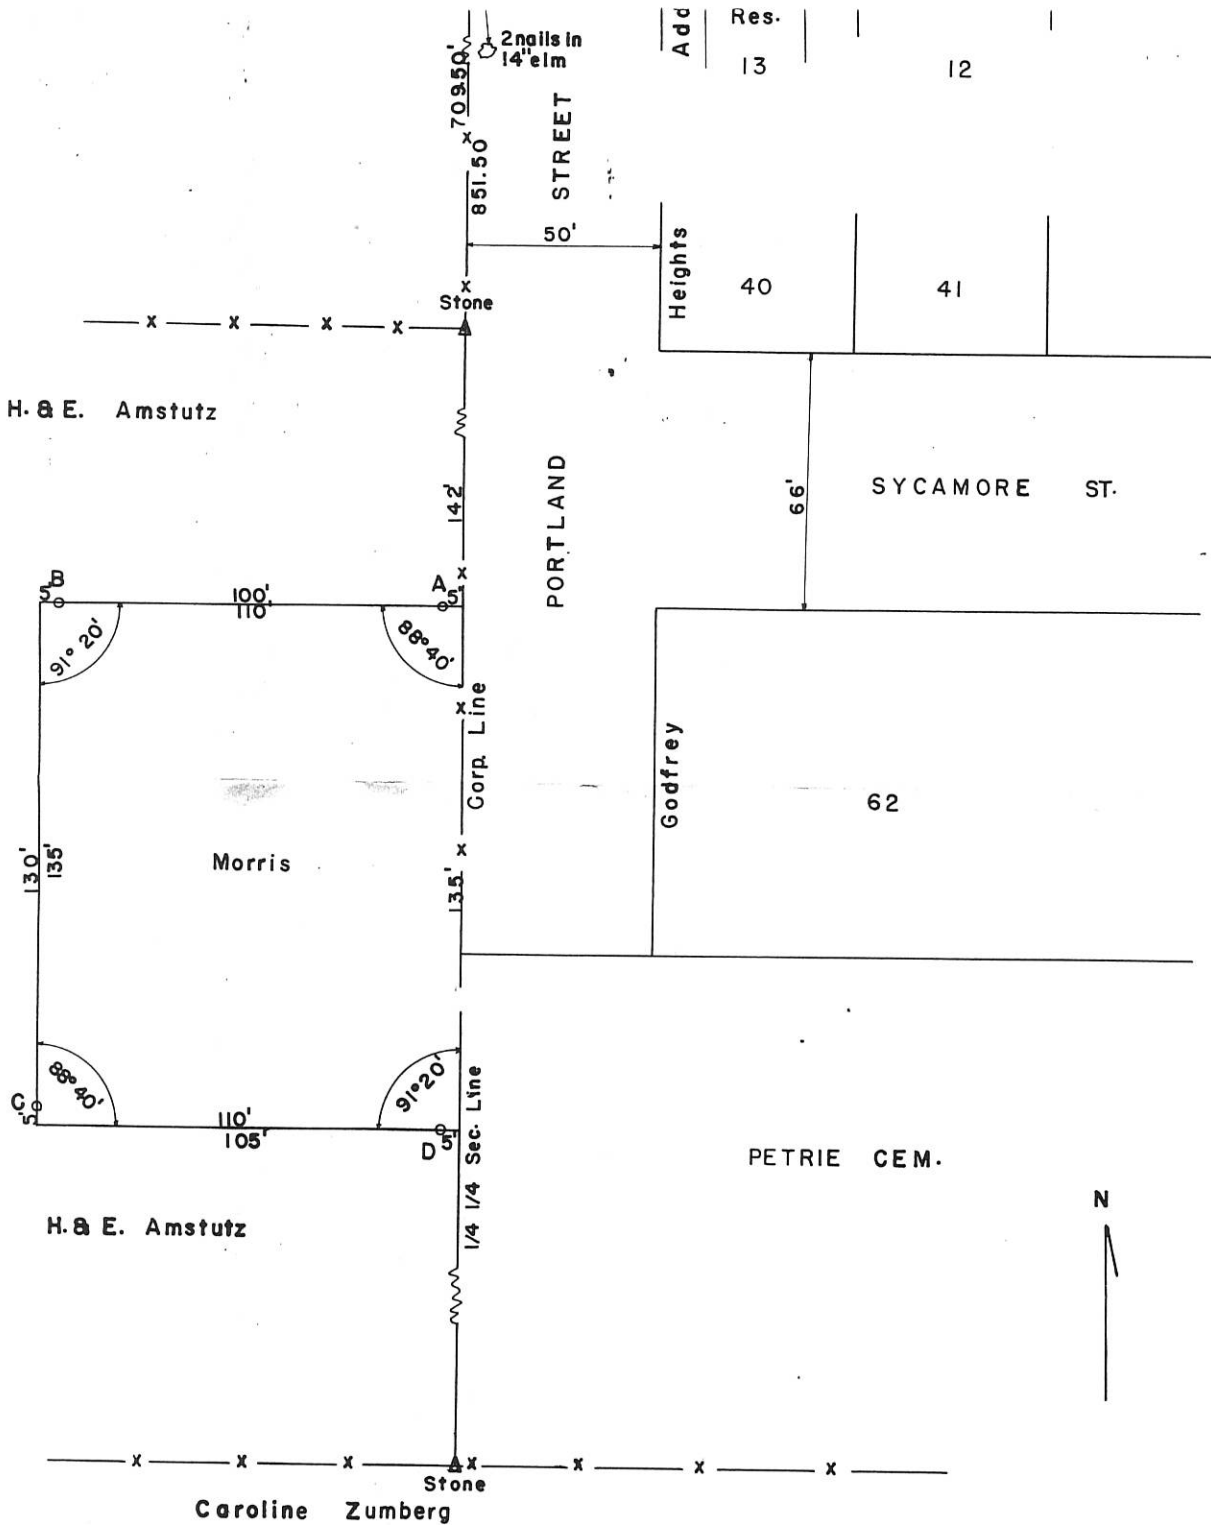 2 nails in
14" elm
709.50'
851.50
STREET
Add
Res.
13
12
50'
Heights
40
41
x
x
Stone
x x x x
H. & E. Amstutz
142'
66'
SYCAMORE ST.
PORTLAND
x
B
5'
100'
110'
A
5'
91° 20'
88° 40'
x
Corp. Line
Godfrey
62
130'
135'
Morris
x
135'
88° 40'
91° 20'
C
5'
110'
105'
D
5'
1/4 1/4 Sec. Line
PETRIE CEM.
N
H. & E. Amstutz
x x x x x x x
Stone
Caroline Zumberg